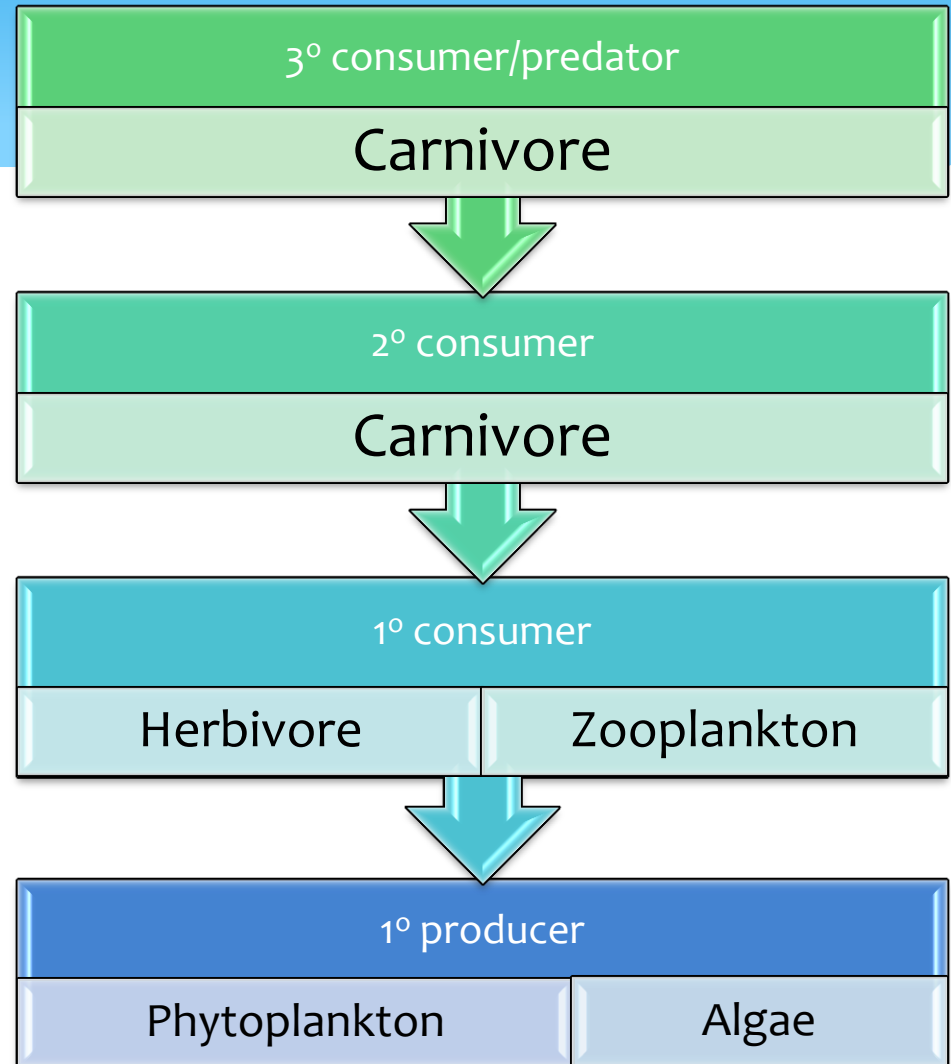 3º consumer/predator
Carnivore
2º consumer
Carnivore
1º consumer
Herbivore Zooplankton
1º producer
Phytoplankton Algae